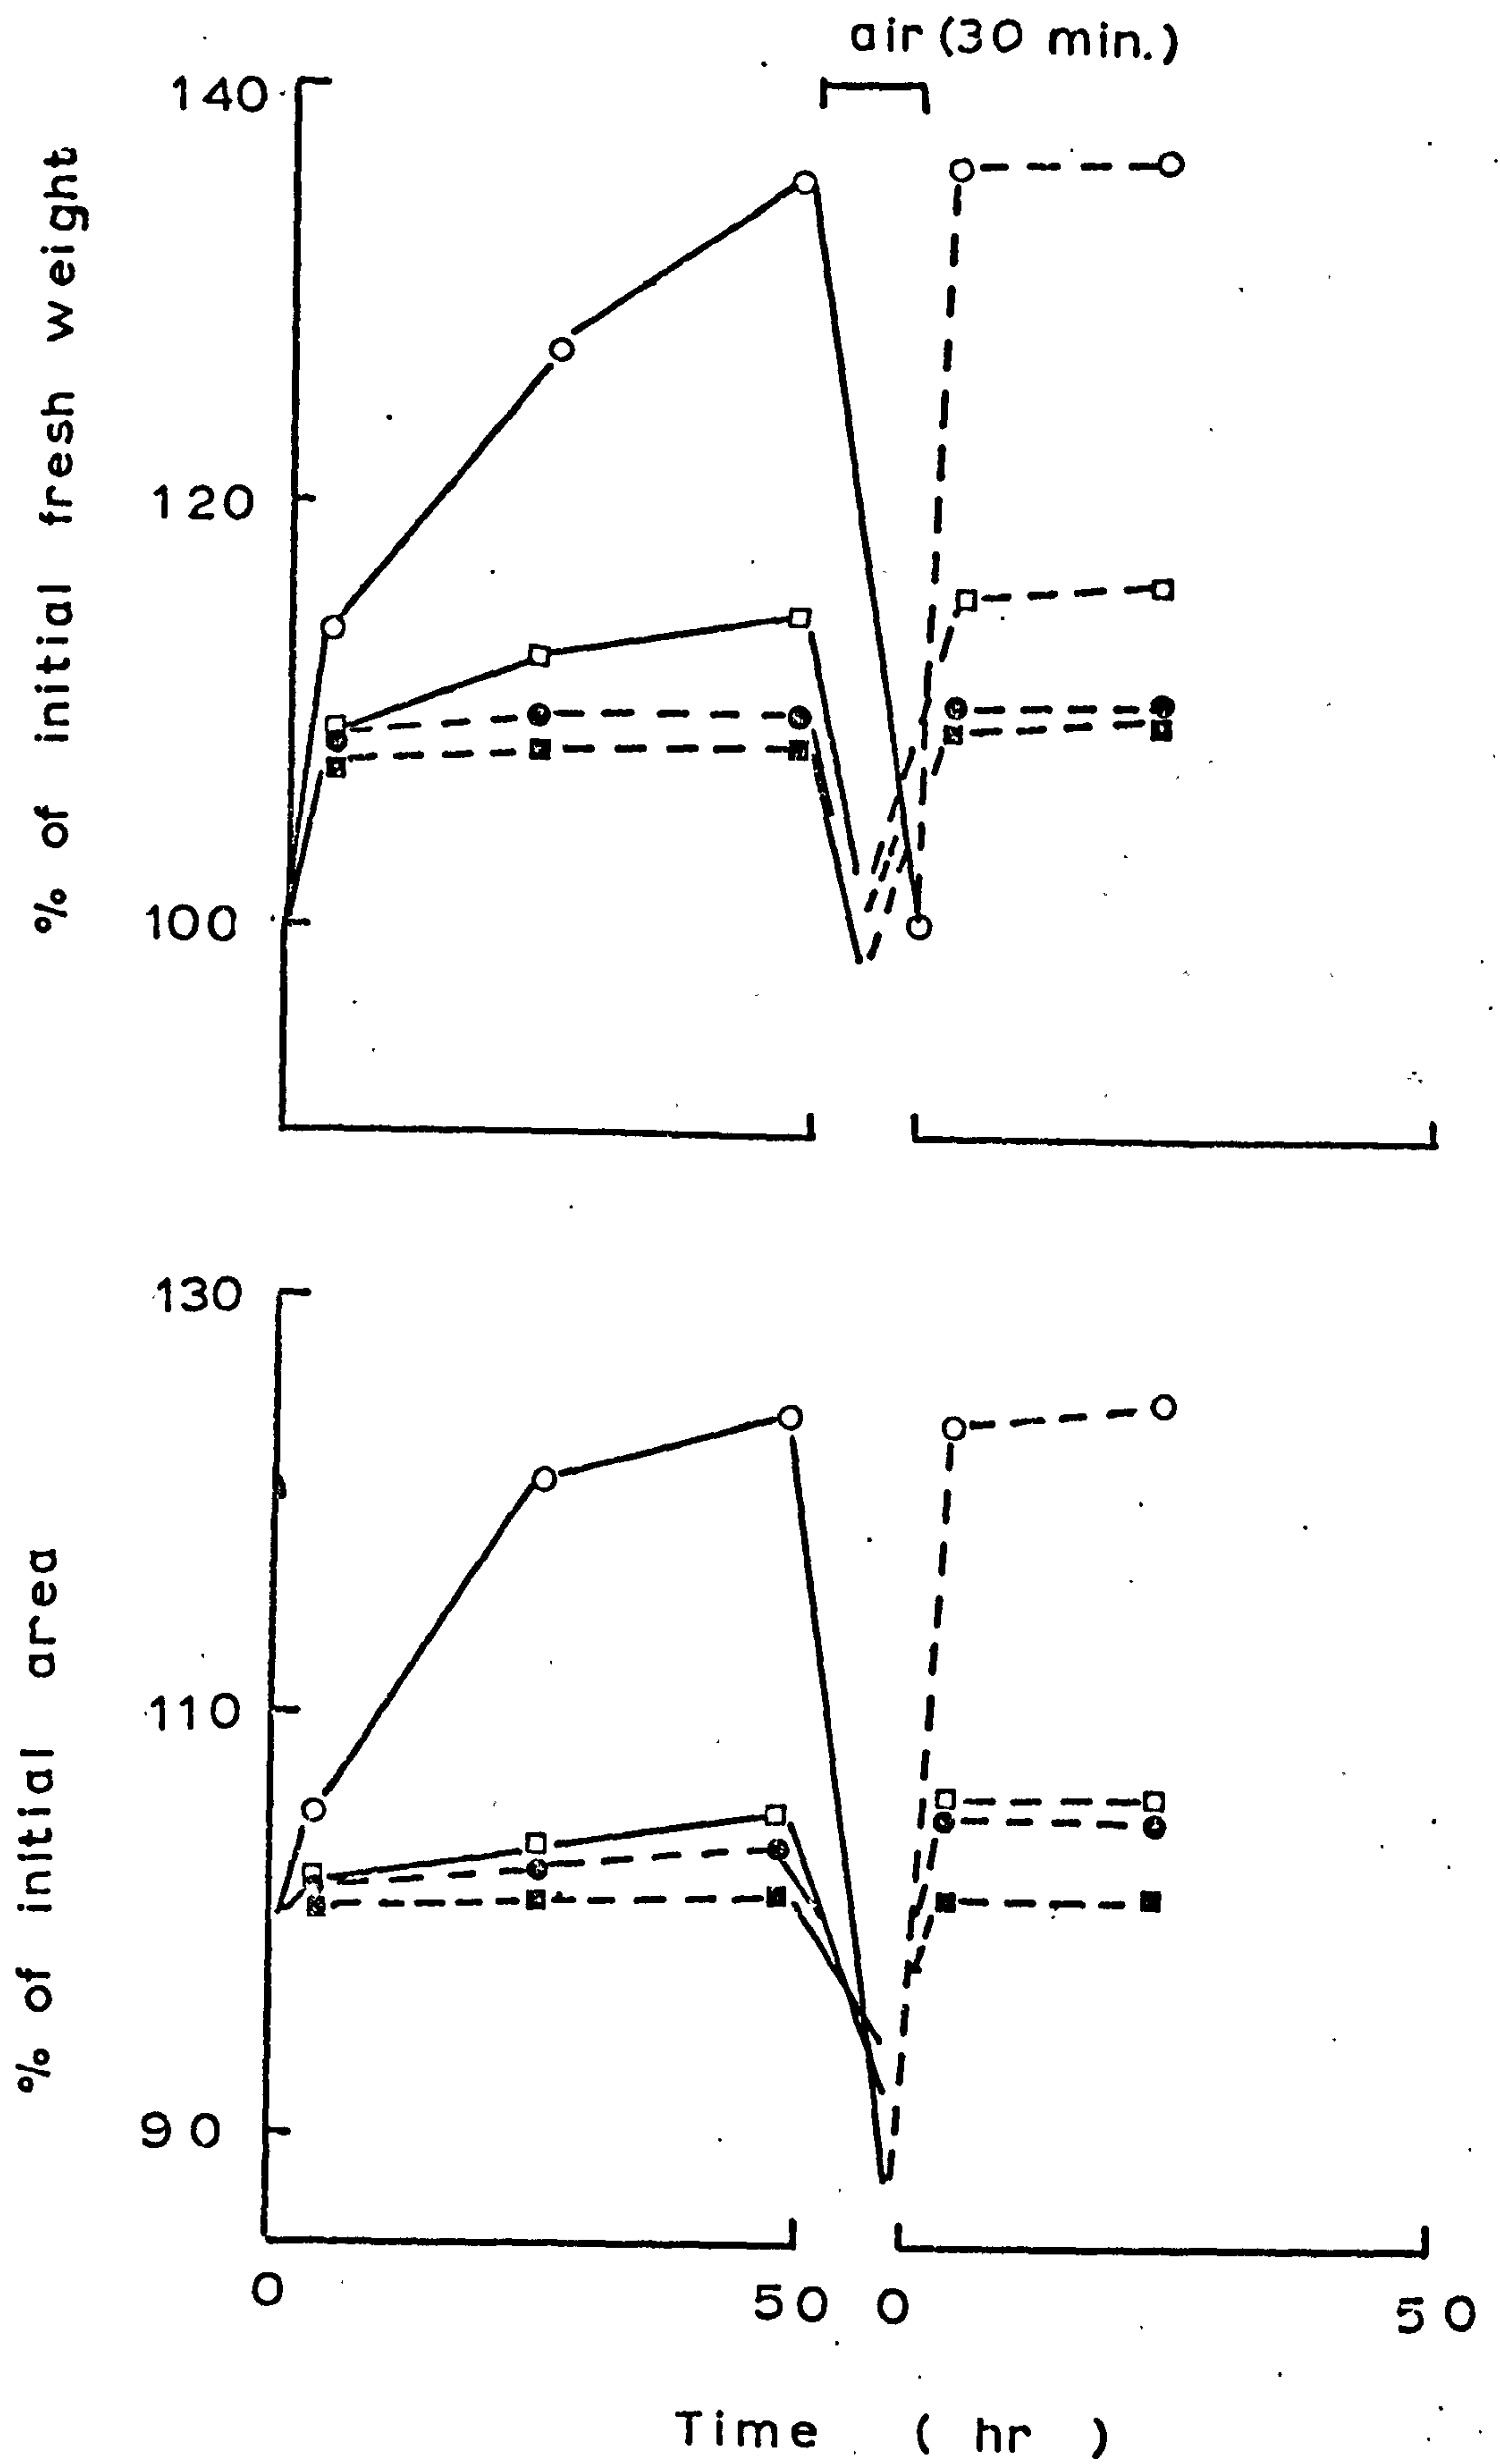 air (30 min.)
140
120
100
% of initial fresh weight
130
110
90
% of initial area
0
50
0
50
Time ( hr )